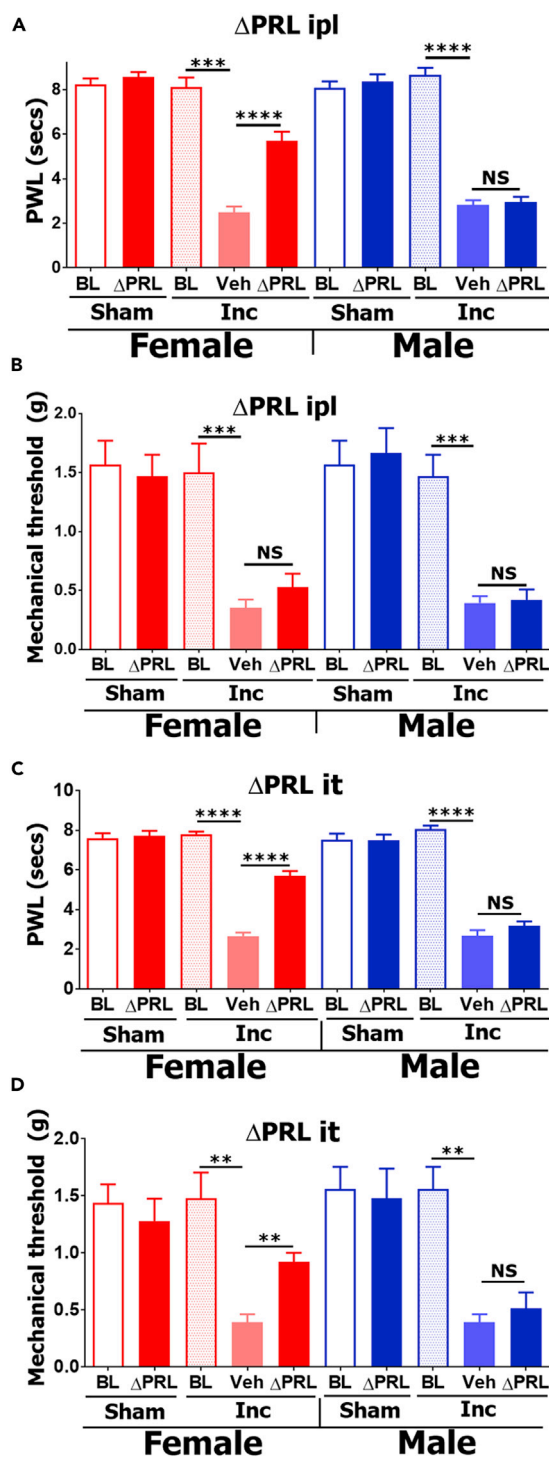 A
ΔPRL ipl
PWL (secs)
8
6
4
2
0
*** **** **** NS
BL ΔPRL BL Veh ΔPRL BL ΔPRL BL Veh ΔPRL
Sham Inc Sham Inc
Female Male
B
ΔPRL ipl
Mechanical threshold (g)
2.0
1.5
1.0
0.5
0.0
*** NS *** NS
BL ΔPRL BL Veh ΔPRL BL ΔPRL BL Veh ΔPRL
Sham Inc Sham Inc
Female Male
C
ΔPRL it
PWL (secs)
10
8
6
4
2
0
**** **** **** NS
BL ΔPRL BL Veh ΔPRL BL ΔPRL BL Veh ΔPRL
Sham Inc Sham Inc
Female Male
D
ΔPRL it
Mechanical threshold (g)
2.0
1.5
1.0
0.5
0.0
** ** ** NS
BL ΔPRL BL Veh ΔPRL BL ΔPRL BL Veh ΔPRL
Sham Inc Sham Inc
Female Male